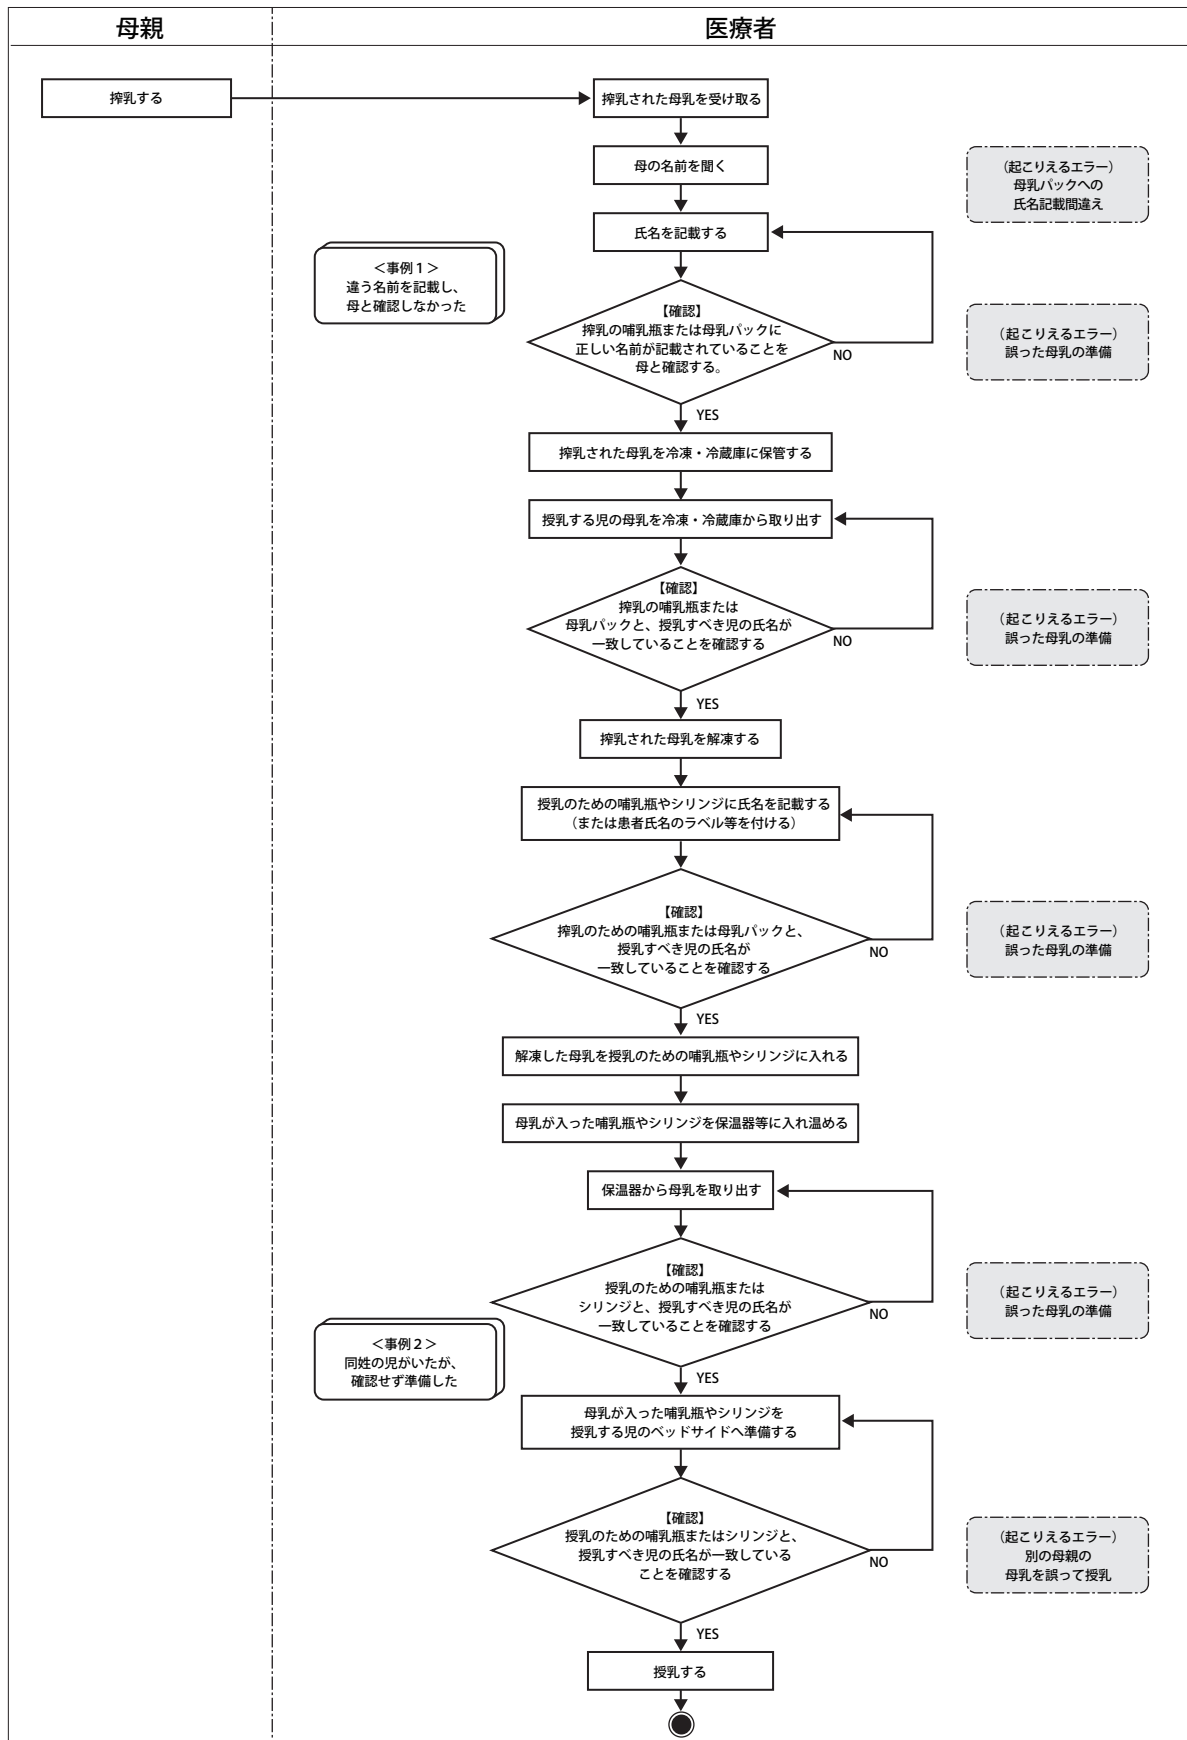 母親
医療者
搾乳する
搾乳された母乳を受け取る
母の名前を聞く
（起こりえるエラー）
母乳パックへの
氏名記載間違え
氏名を記載する
＜事例１＞
違う名前を記載し、
母と確認しなかった
【確認】
搾乳の哺乳瓶または母乳パックに
正しい名前が記載されていることを
母と確認する。
NO
（起こりえるエラー）
誤った母乳の準備
YES
搾乳された母乳を冷凍・冷蔵庫に保管する
授乳する児の母乳を冷凍・冷蔵庫から取り出す
【確認】
搾乳の哺乳瓶または
母乳パックと、授乳すべき児の氏名が
一致していることを確認する
NO
（起こりえるエラー）
誤った母乳の準備
YES
搾乳された母乳を解凍する
授乳のための哺乳瓶やシリンジに氏名を記載する
（または患者氏名のラベル等を付ける）
【確認】
搾乳のための哺乳瓶または母乳パックと、
授乳すべき児の氏名が
一致していることを確認する
NO
（起こりえるエラー）
誤った母乳の準備
YES
解凍した母乳を授乳のための哺乳瓶やシリンジに入れる
母乳が入った哺乳瓶やシリンジを保温器等に入れ温める
保温器から母乳を取り出す
【確認】
授乳のための哺乳瓶または
シリンジと、授乳すべき児の氏名が
一致していることを確認する
NO
（起こりえるエラー）
誤った母乳の準備
＜事例２＞
同姓の児がいたが、
確認せず準備した
YES
母乳が入った哺乳瓶やシリンジを
授乳する児のベッドサイドへ準備する
【確認】
授乳のための哺乳瓶またはシリンジと、
授乳すべき児の氏名が一致している
ことを確認する
NO
（起こりえるエラー）
別の母親の
母乳を誤って授乳
YES
授乳する